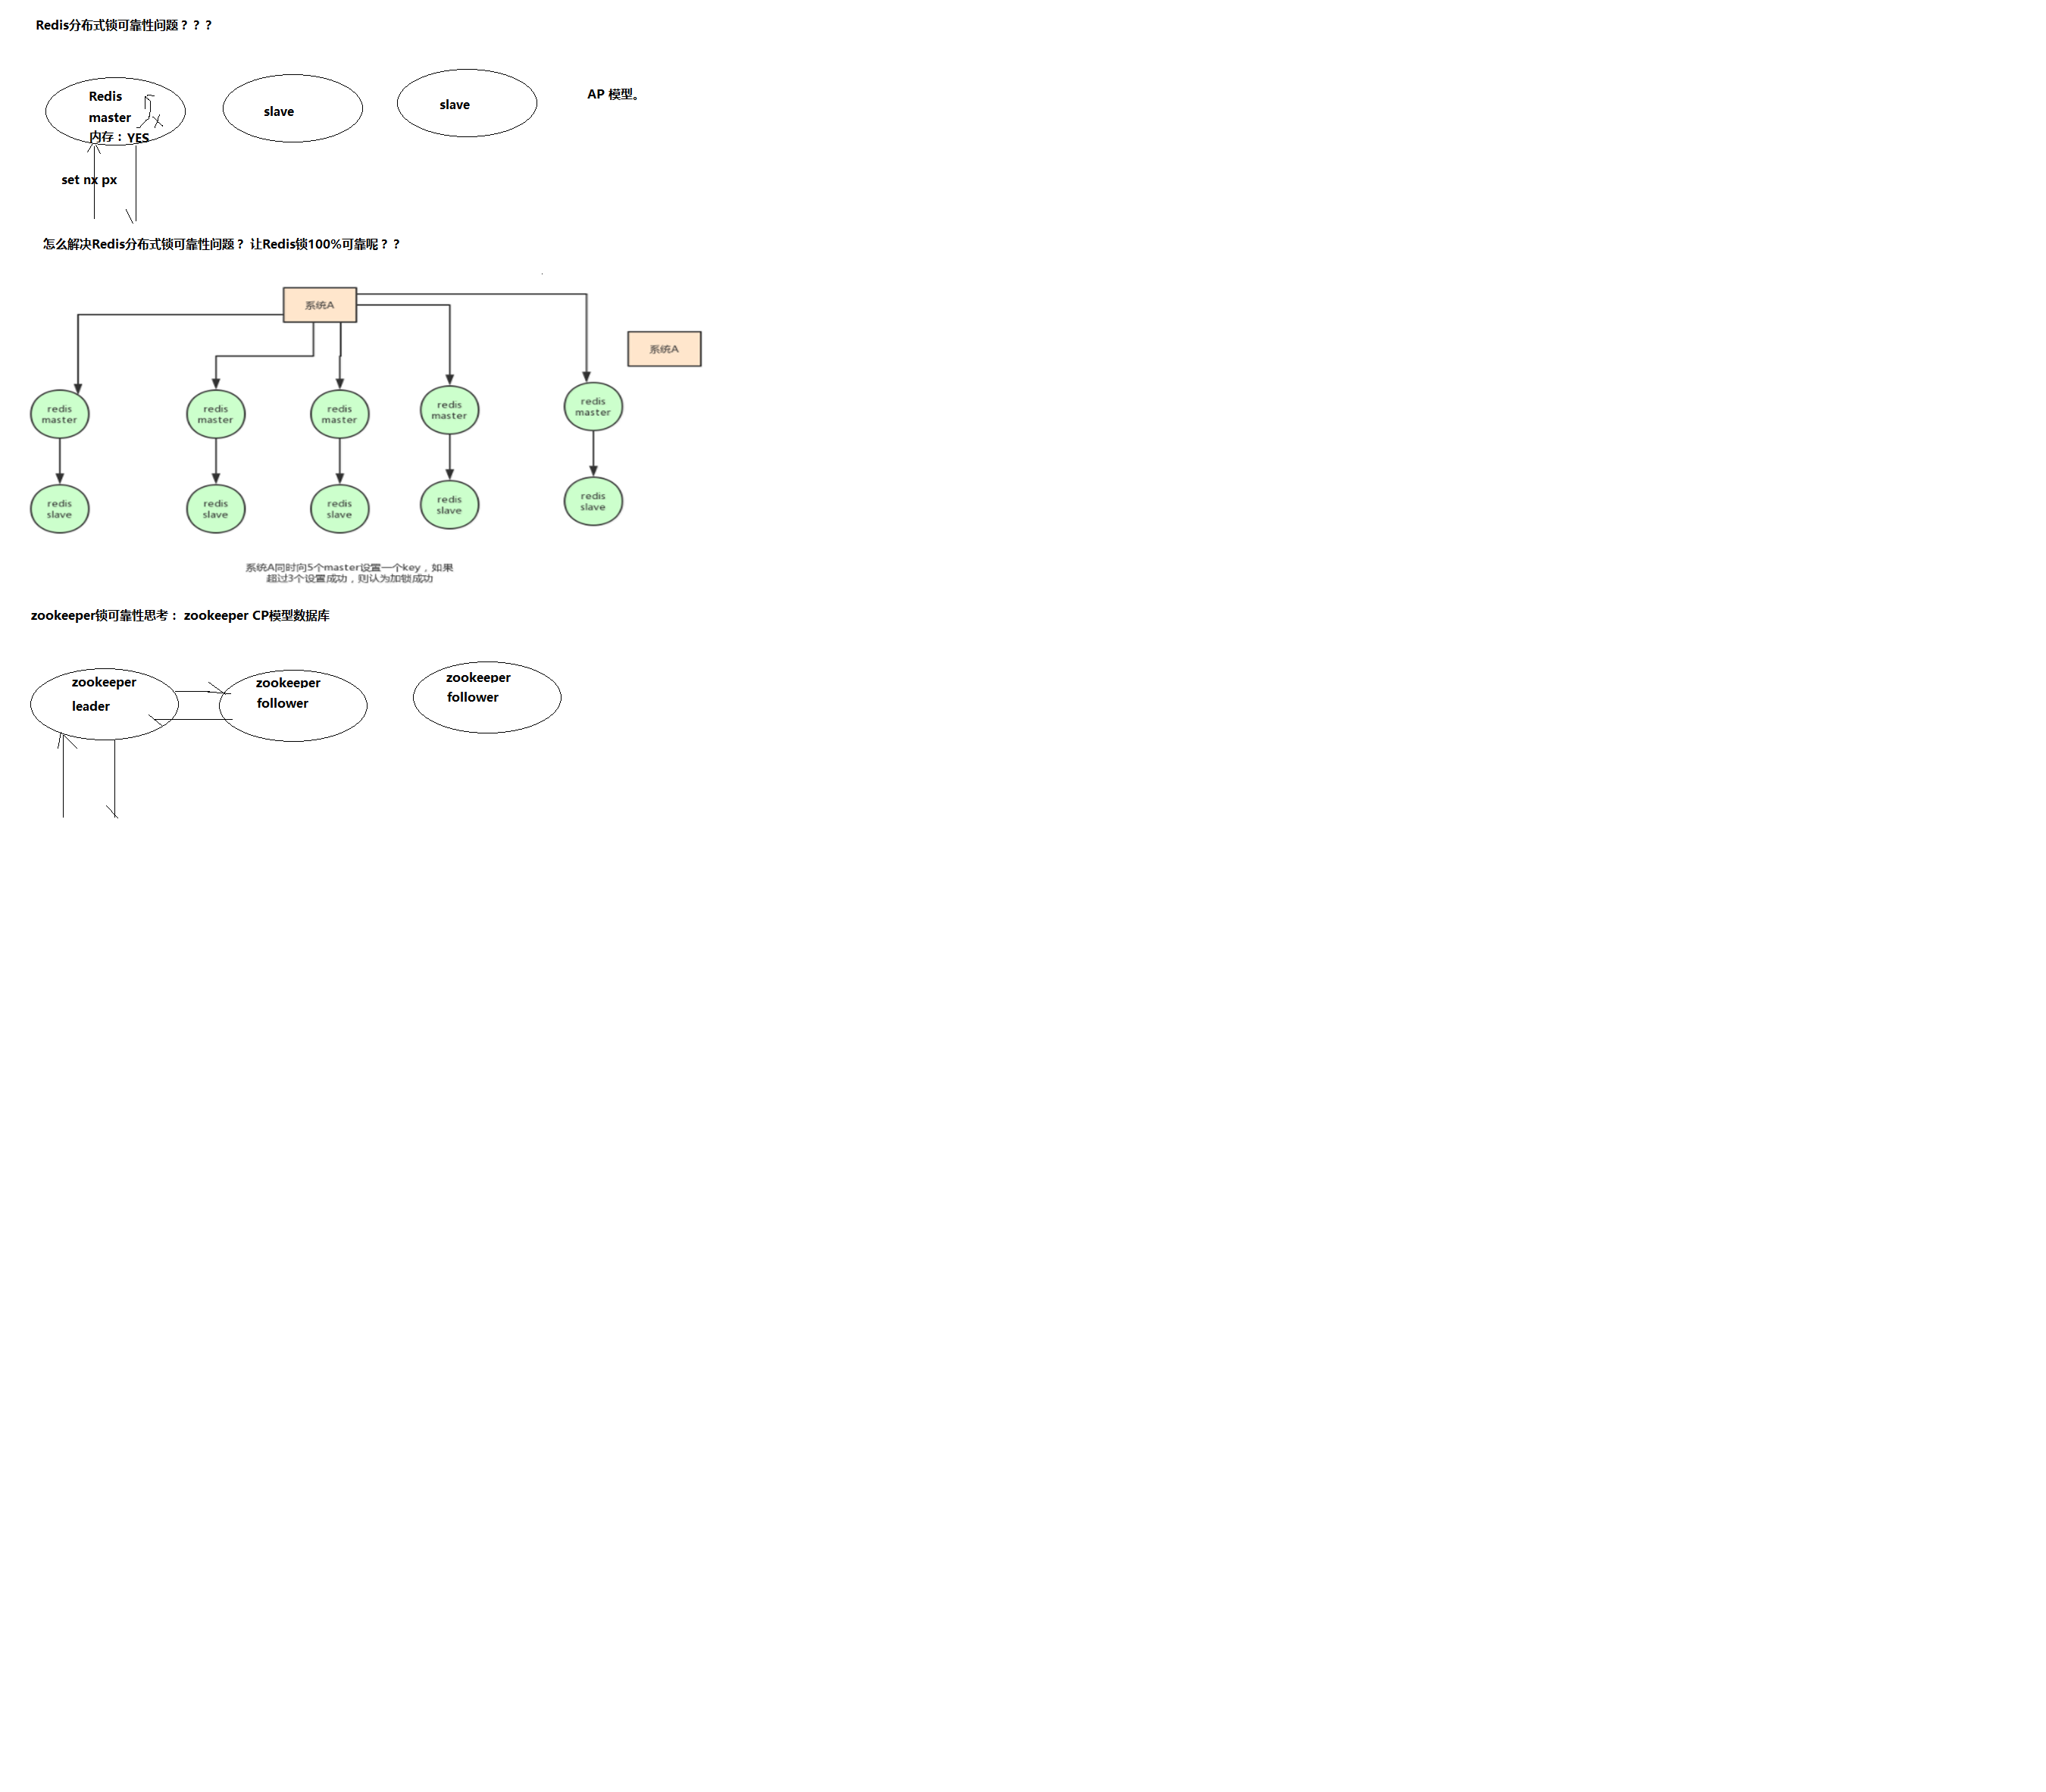 Redis分布式锁可靠性问题？？？
Redis
master
内存： YES
slave
slave
AP 模型。
set nx px
怎么解决Redis分布式锁可靠性问题？ 让Redis锁100%可靠呢？？
系统A
系统A
redis
master
redis
master
redis
master
redis
master
redis
master
redis
slave
redis
slave
redis
slave
redis
slave
redis
slave
系统A同时向5个master设置一个key，如果
超过3个设置成功，则认为加锁成功
zookeeper锁可靠性思考： zookeeper CP模型数据库
zookeeper
leader
zookeeper
follower
zookeeper
follower